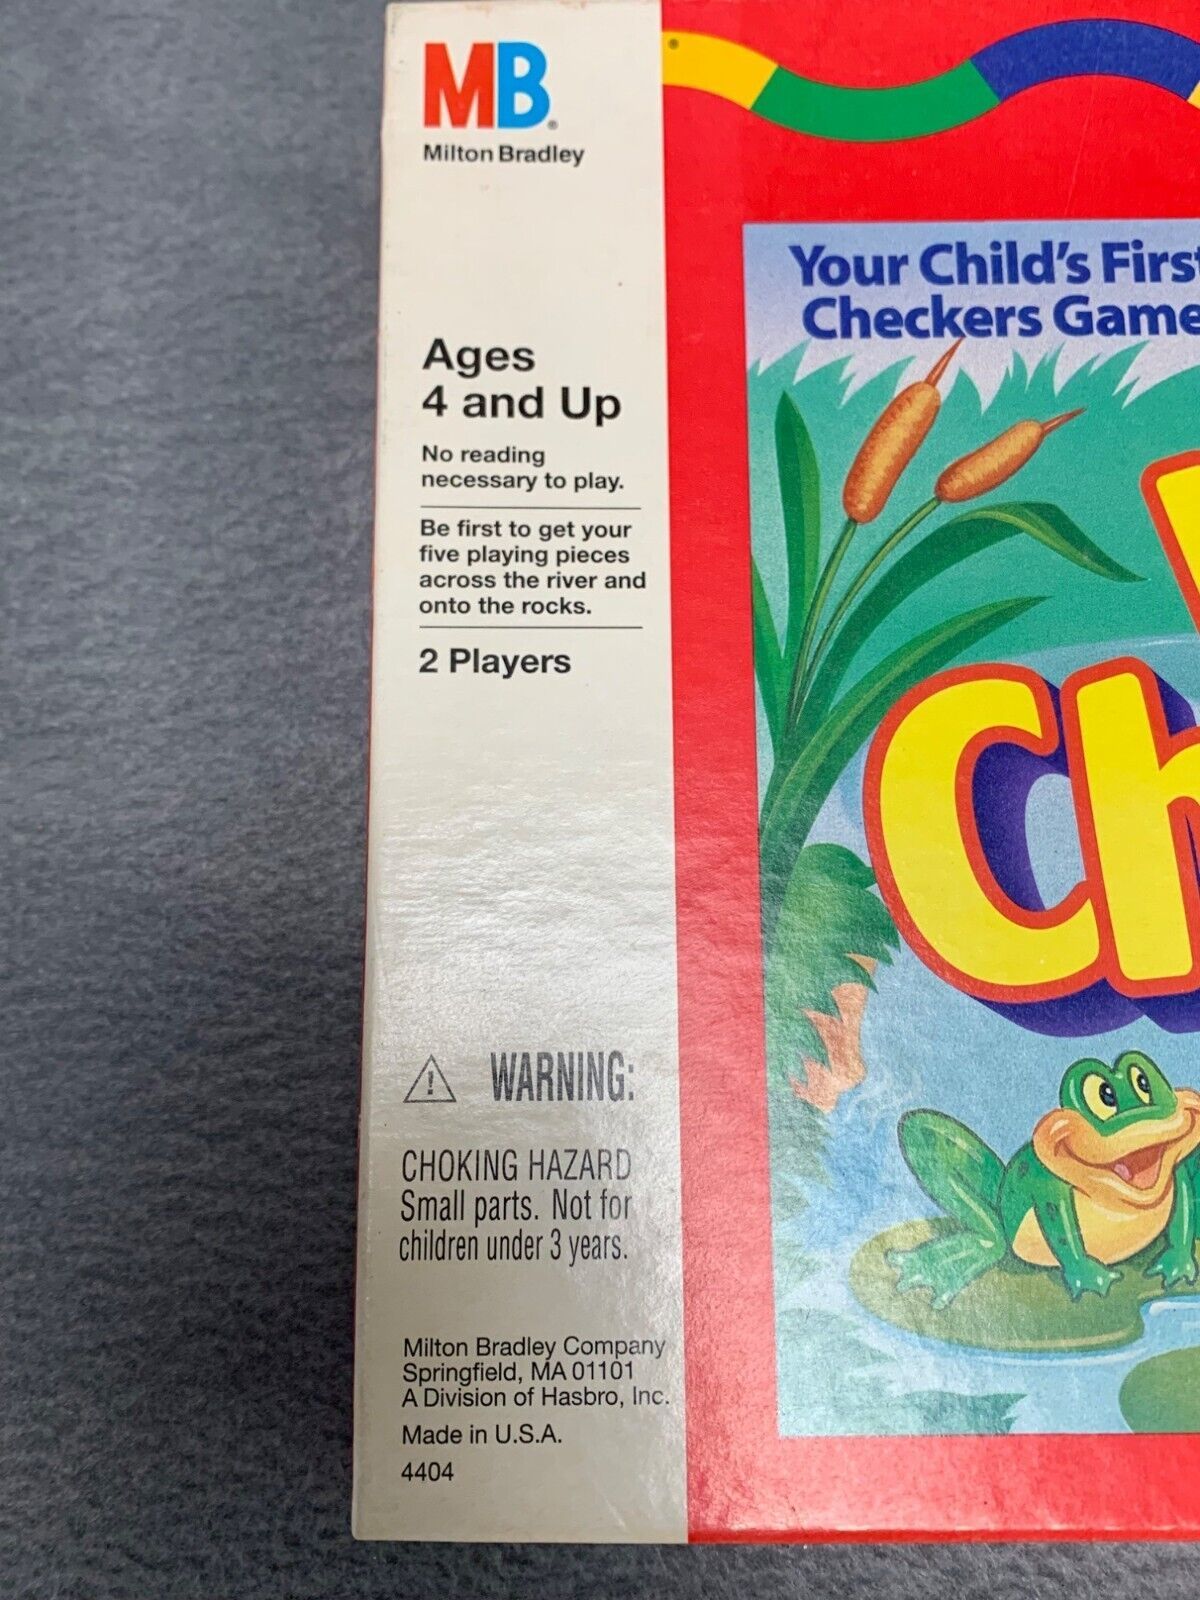 MB®
Milton Bradley
Ages
4 and Up
No reading
necessary to play.
Be first to get your
five playing pieces
across the river and
onto the rocks.
2 Players
WARNING:
CHOKING HAZARD
Small parts. Not for
children under 3 years.
Milton Bradley Company
Springfield, MA 01101
A Division of Hasbro, Inc.
Made in U.S.A.
4404
®
Your Child's First
Checkers Game
Ch